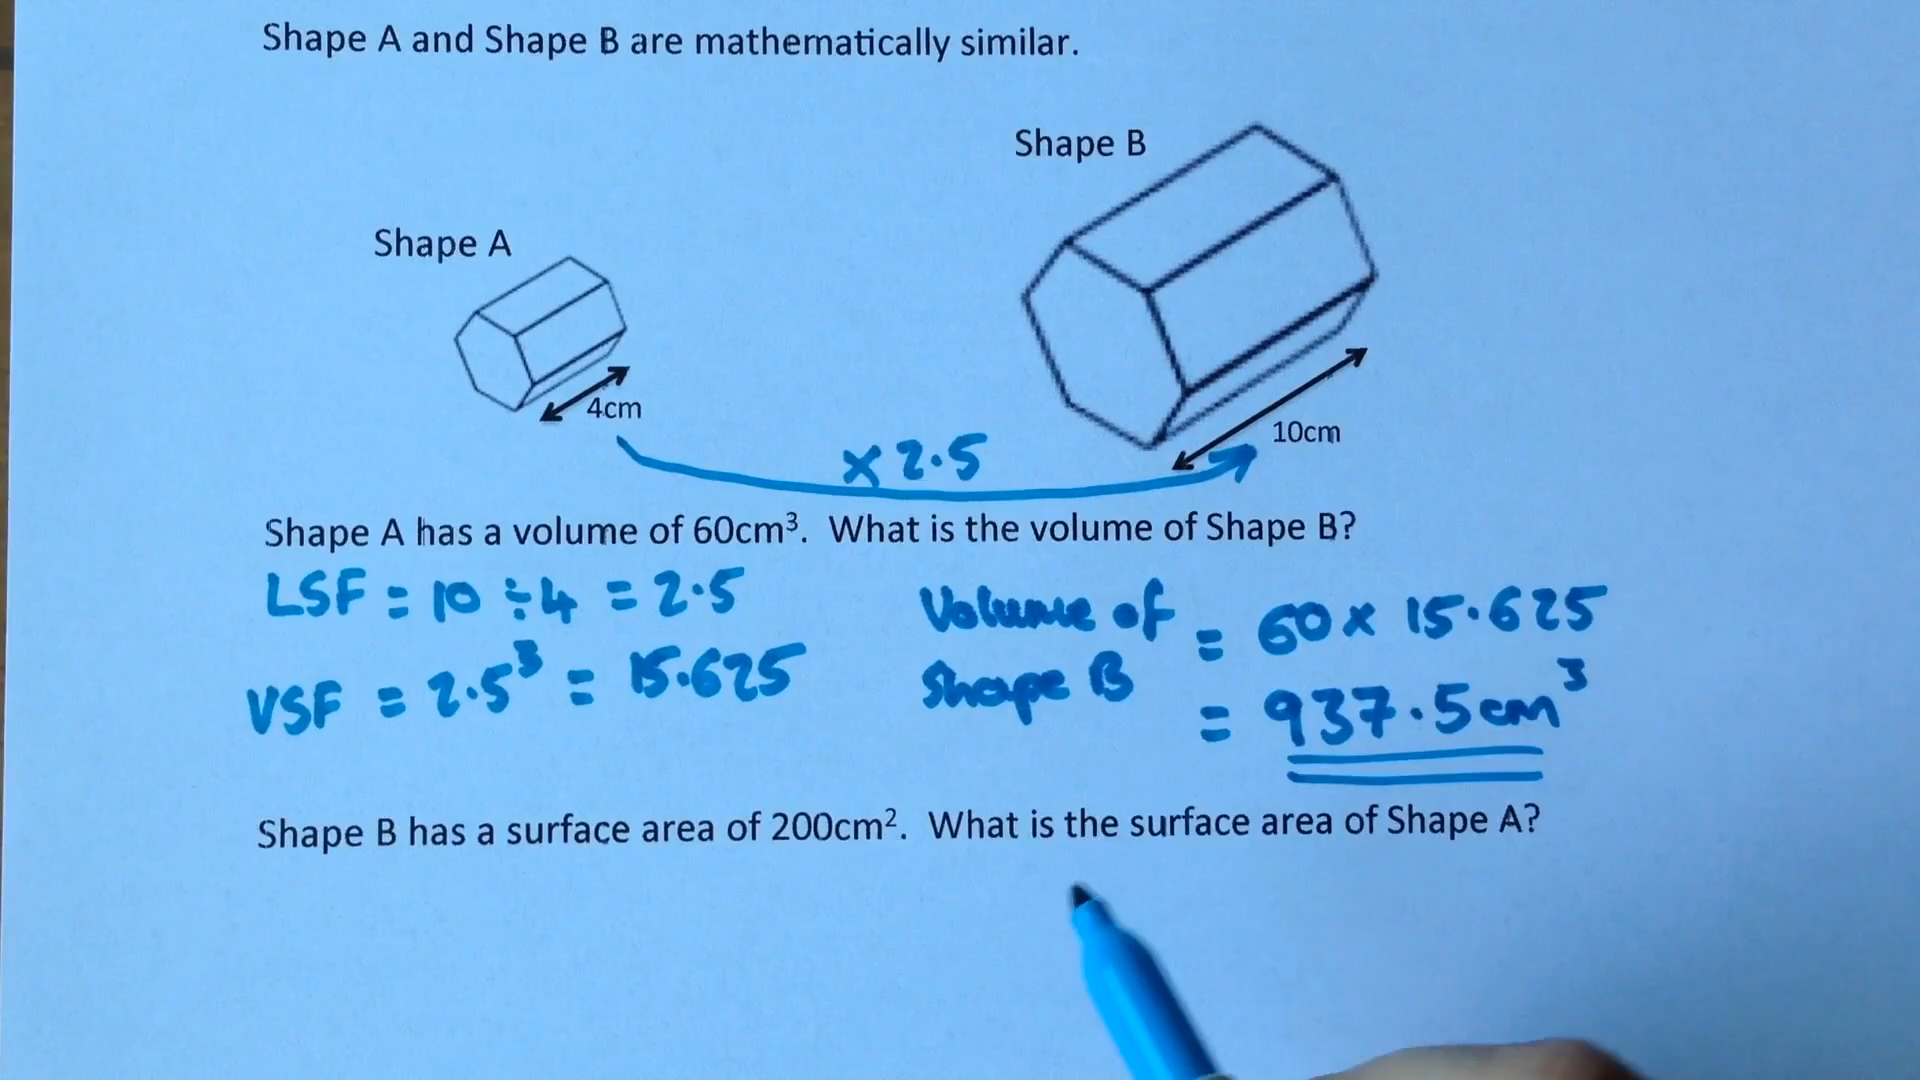 Shape A and Shape B are mathematically similar.
Shape B
Shape A
4cm
10cm
× 2.5
Shape A has a volume of 60cm³. What is the volume of Shape B?
LSF = 10 ÷ 4 = 2.5
VSF = 2.5³ = 15.625
Volume of Shape B = 60 × 15.625
= 937.5cm³
Shape B has a surface area of 200cm². What is the surface area of Shape A?